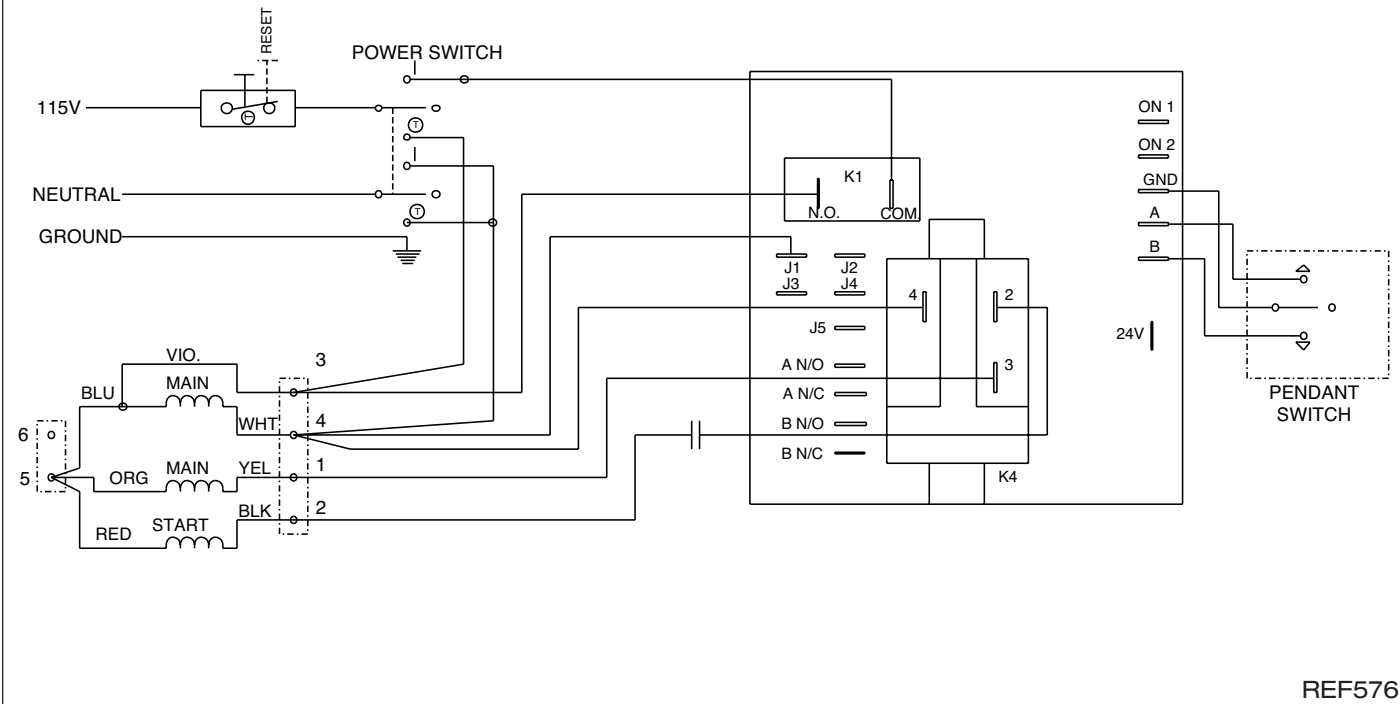 RESET
POWER SWITCH
115V
T
T
NEUTRAL
T
GROUND
ON 1
ON 2
GND
A
B
24V
K1
N.O. COM.
J1 J2
J3 J4
J5
A N/O
A N/C
B N/O
B N/C
4 2
3
K4
PENDANT
SWITCH
VIO.
3
BLU
MAIN
WHT
4
6
5
ORG
MAIN
YEL
1
BLK
2
RED
START
REF576